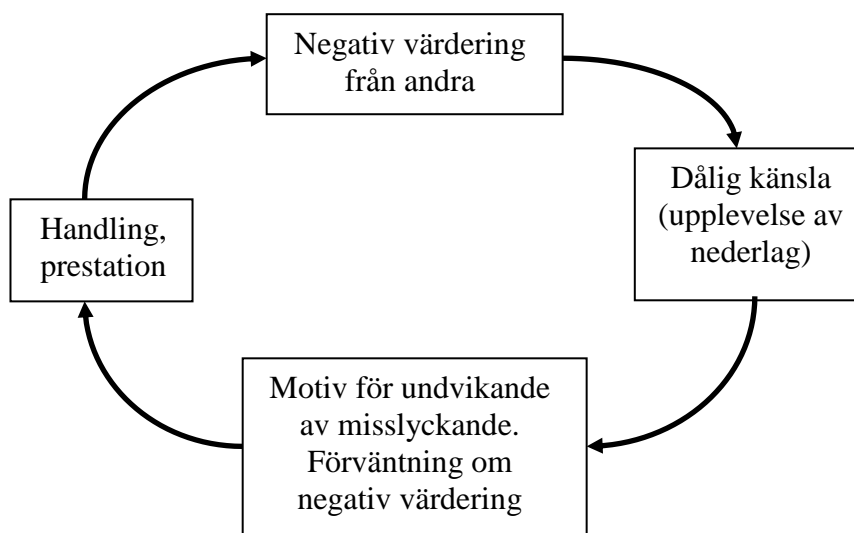 Negativ värdering
från andra
Dålig känsla
(upplevelse av
nederlag)
Handling,
prestation
Motiv för undvikande
av misslyckande.
Förväntning om
negativ värdering